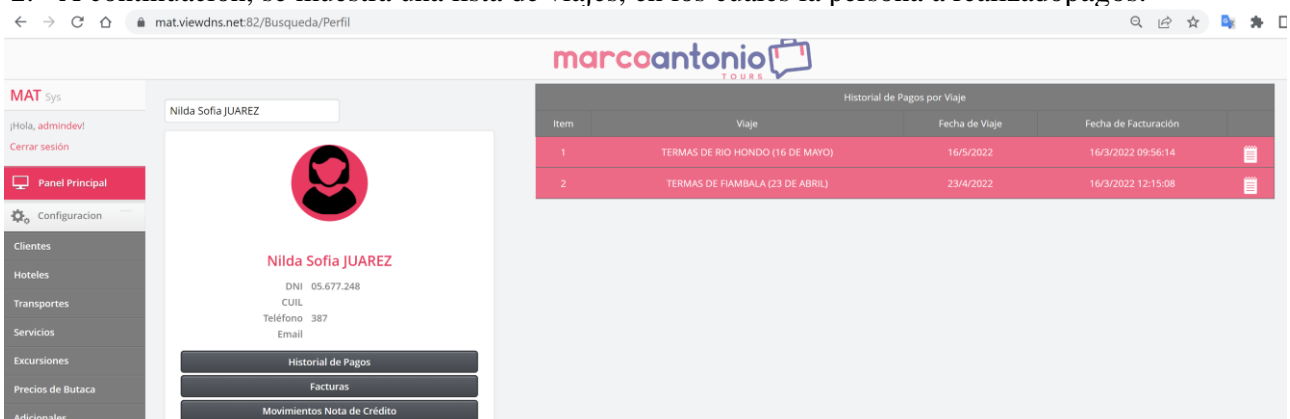 2. A continuación, se muestra una lista de viajes, en los cuales la persona a realizadopagos.
mat.viewdns.net:82/Busqueda/Perfil
marcoantonio
TOURS
MAT Sys
¡Hola, admindev!
Cerrar sesión
Panel Principal
Configuracion
Clientes
Hoteles
Transportes
Servicios
Excursiones
Precios de Butaca
Adicionales
Nilda Sofia JUAREZ
Nilda Sofia JUAREZ
DNI 05.677.248
CUIL
Teléfono 387
Email
Historial de Pagos
Facturas
Movimientos Nota de Crédito
Historial de Pagos por Viaje
Item Viaje Fecha de Viaje Fecha de Facturación
1 TERMAS DE RIO HONDO (16 DE MAYO) 16/5/2022 16/3/2022 09:56:14
2 TERMAS DE FIAMBALA (23 DE ABRIL) 23/4/2022 16/3/2022 12:15:08